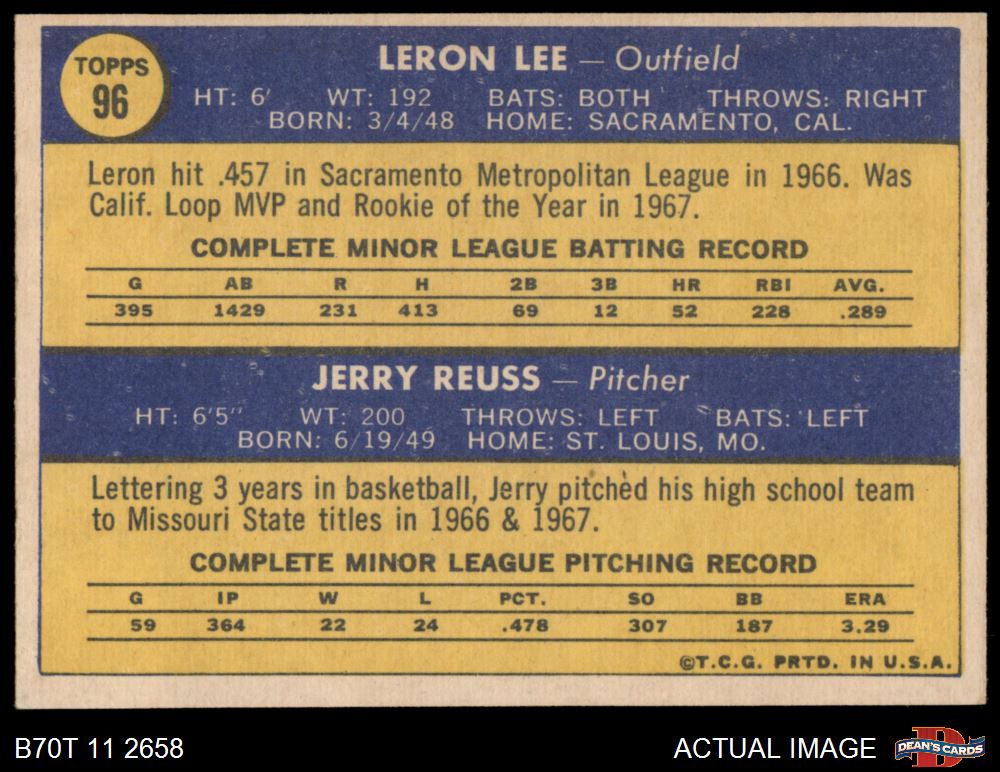 TOPPS
96
LERON LEE — Outfield
HT: 6' WT: 192 BATS: BOTH THROWS: RIGHT
BORN: 3/4/48 HOME: SACRAMENTO, CAL.
Leron hit .457 in Sacramento Metropolitan League in 1966. Was
Calif. Loop MVP and Rookie of the Year in 1967.
COMPLETE MINOR LEAGUE BATTING RECORD
G AB R H 2B 3B HR RBI AVG.
395 1429 231 413 69 12 52 228 .289
JERRY REUSS — Pitcher
HT: 6'5" WT: 200 THROWS: LEFT BATS: LEFT
BORN: 6/19/49 HOME: ST. LOUIS, MO.
Lettering 3 years in basketball, Jerry pitched his high school team
to Missouri State titles in 1966 & 1967.
COMPLETE MINOR LEAGUE PITCHING RECORD
G IP W L PCT. SO BB ERA
59 364 22 24 .478 307 187 3.29
©T.C.G. PRTD. IN U.S.A.
B70T 11 2658
ACTUAL IMAGE
D
DEAN'S CARDS